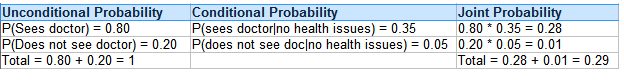 Unconditional Probability Conditional Probability Joint Probability
P(Sees doctor) = 0.80 P(sees doctor|no health issues) = 0.35 0.80 * 0.35 = 0.28
P(Does not see doctor) = 0.20 P(does not see doc|no health issues) = 0.05 0.20 * 0.05 = 0.01
Total = 0.80 + 0.20 = 1 Total = 0.28 + 0.01 = 0.29